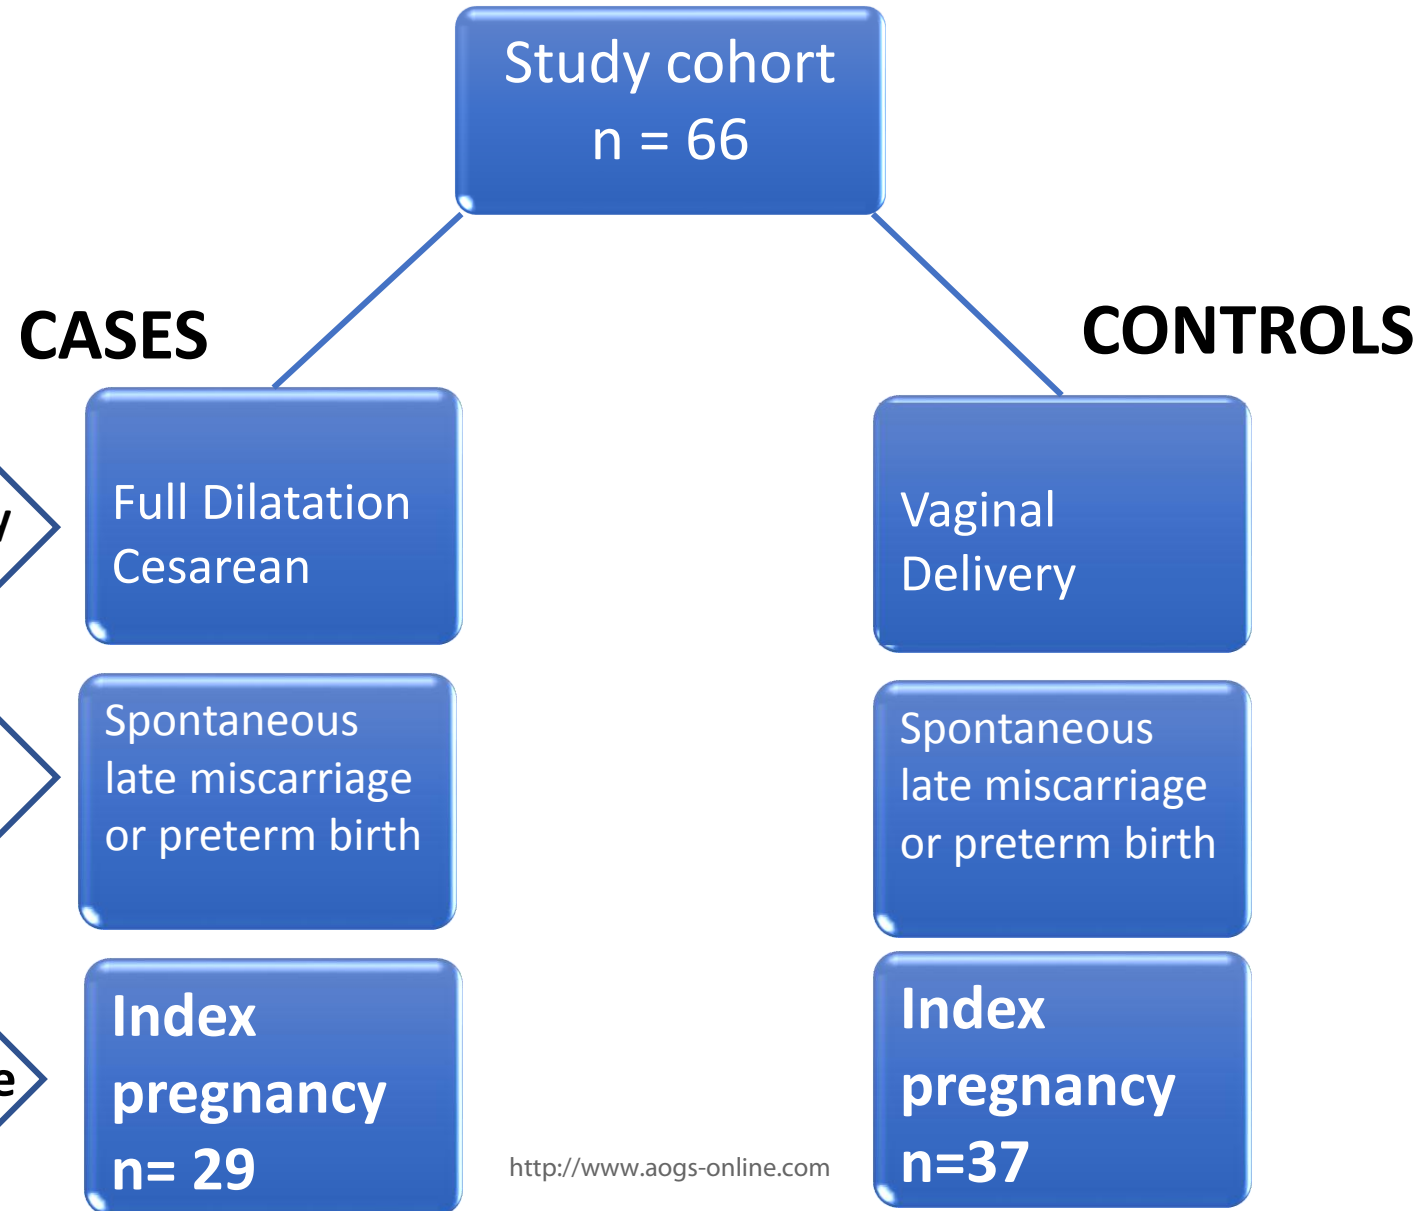 Study cohort
n = 66
CASES
CONTROLS
Full Dilatation
Cesarean
Vaginal
Delivery
Spontaneous
late miscarriage
or preterm birth
Spontaneous
late miscarriage
or preterm birth
Index
pregnancy
n= 29
Index
pregnancy
n=37
http://www.aogs-online.com